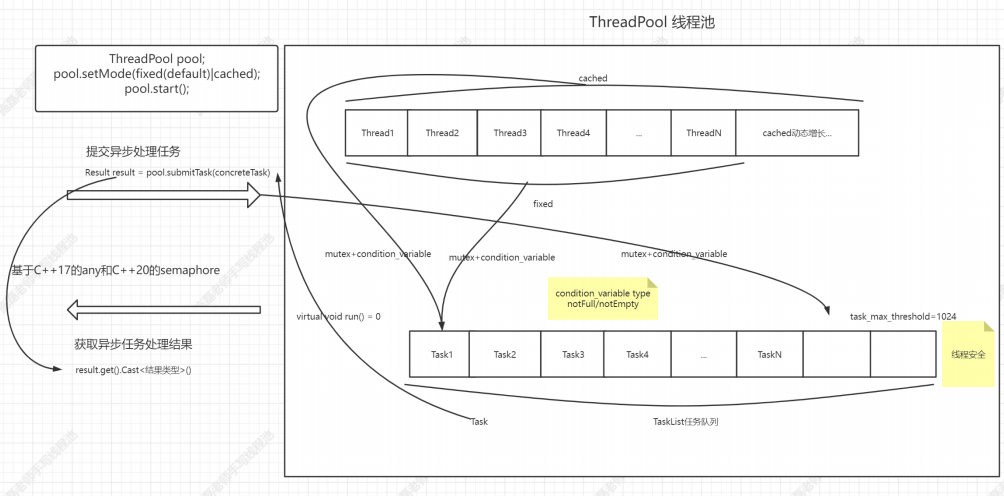 ThreadPool 线程池
ThreadPool pool;
pool.setMode(fixed(default)|cached);
pool.start();
cached
Thread1
Thread2
Thread3
Thread4
...
ThreadN
cached动态增长...
提交异步处理任务
Result result = pool.submitTask(concreteTask)
fixed
mutex+condition_variable
mutex+condition_variable
mutex+condition_variable
基于C++17的any和C++20的semaphore
condition_variable type
notFull/notEmpty
virtual void run() = 0
task_max_threshold=1024
获取异步任务处理结果
result.get().Cast<结果类型>()
Task1
Task2
Task3
Task4
...
TaskN
线程安全
Task
TaskList任务队列